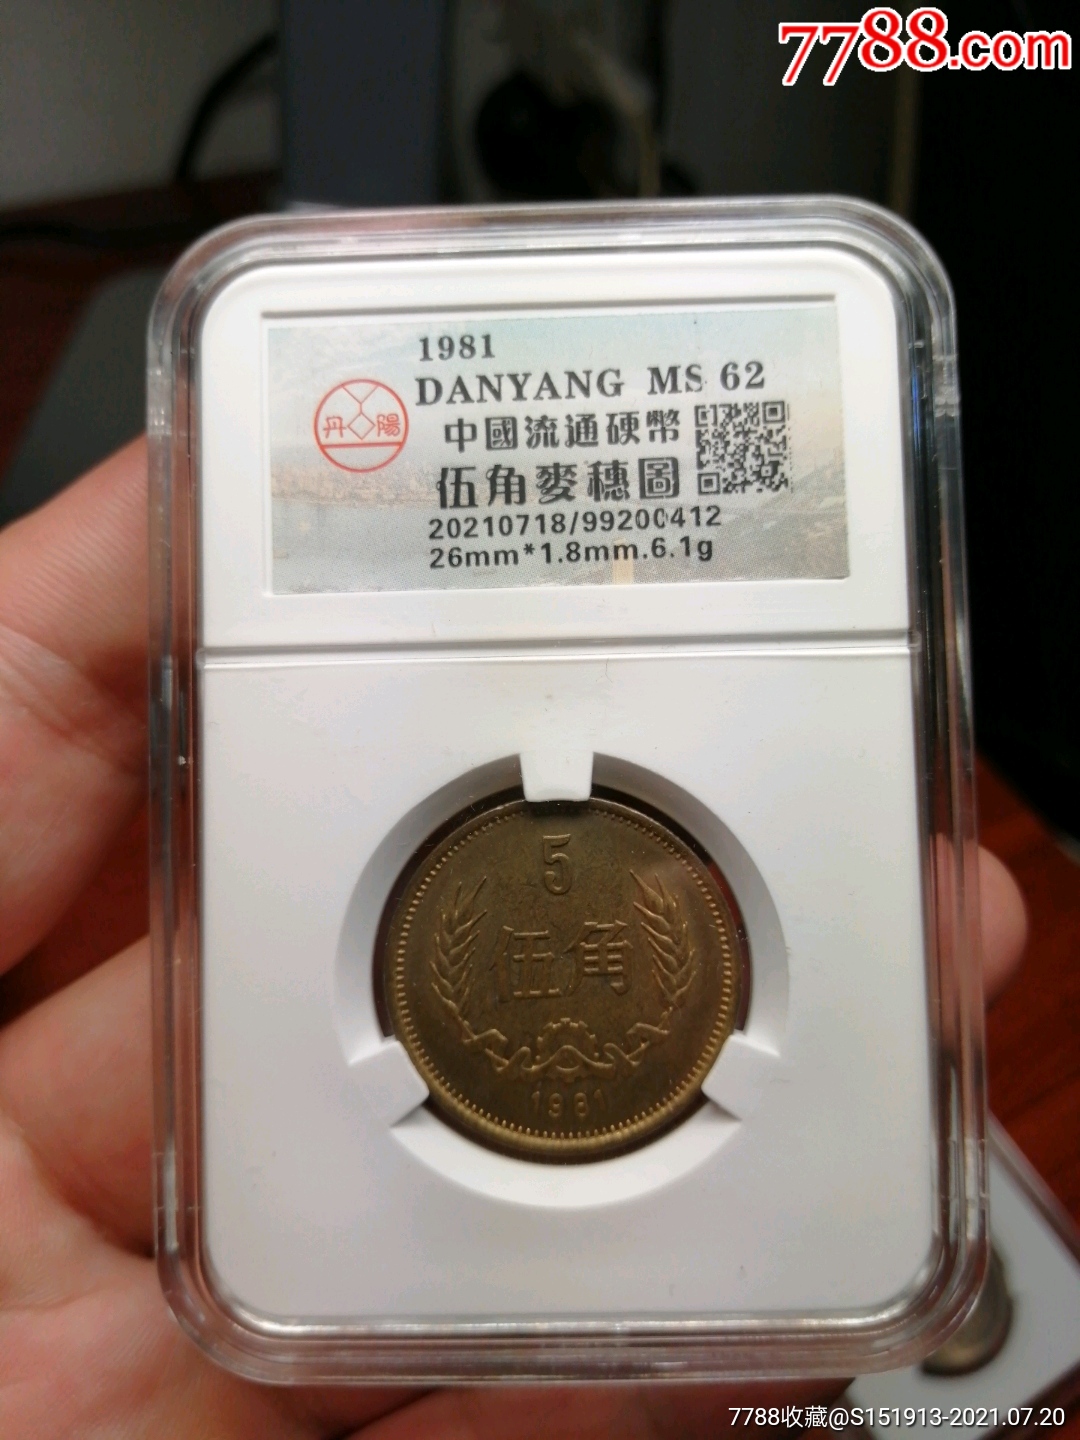 7788.com
1981
DANYANG MS 62
丹陽
中國流通硬幣
伍角麥穗圖
20210718/99200412
26mm*1.8mm.6.1g
5
伍角
1981
7788收藏@S151913-2021.07.20